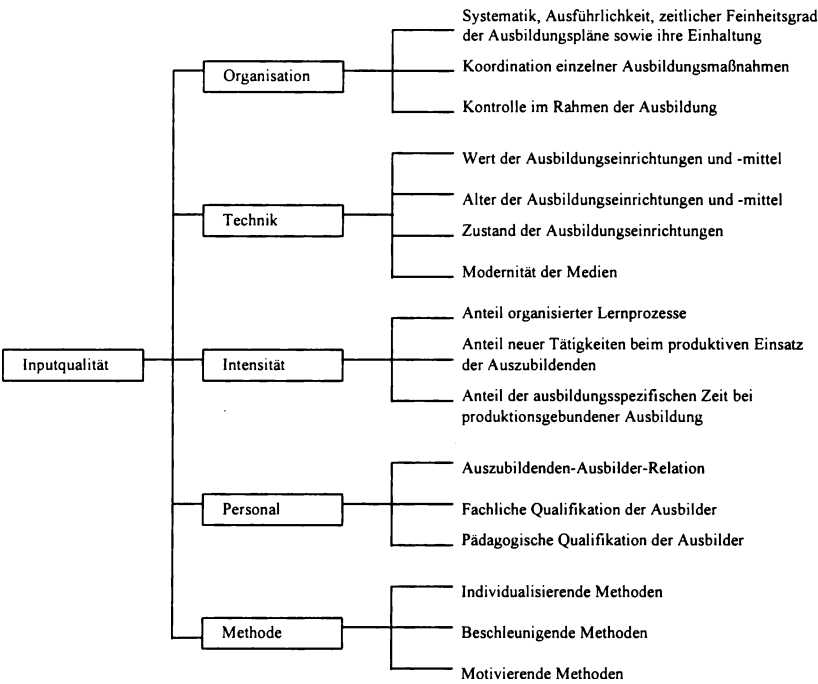 Systematik, Ausführlichkeit, zeitlicher Feinheitsgrad
der Ausbildungspläne sowie ihre Einhaltung
Organisation
Koordination einzelner Ausbildungsmaßnahmen
Kontrolle im Rahmen der Ausbildung
Wert der Ausbildungseinrichtungen und -mittel
Alter der Ausbildungseinrichtungen und -mittel
Technik
Zustand der Ausbildungseinrichtungen
Modernität der Medien
Anteil organisierter Lernprozesse
Inputqualität
Intensität
Anteil neuer Tätigkeiten beim produktiven Einsatz
der Auszubildenden
Anteil der ausbildungsspezifischen Zeit bei
produktionsgebundener Ausbildung
Auszubildenden-Ausbilder-Relation
Personal
Fachliche Qualifikation der Ausbilder
Pädagogische Qualifikation der Ausbilder
Individualisierende Methoden
Methode
Beschleunigende Methoden
Motivierende Methoden